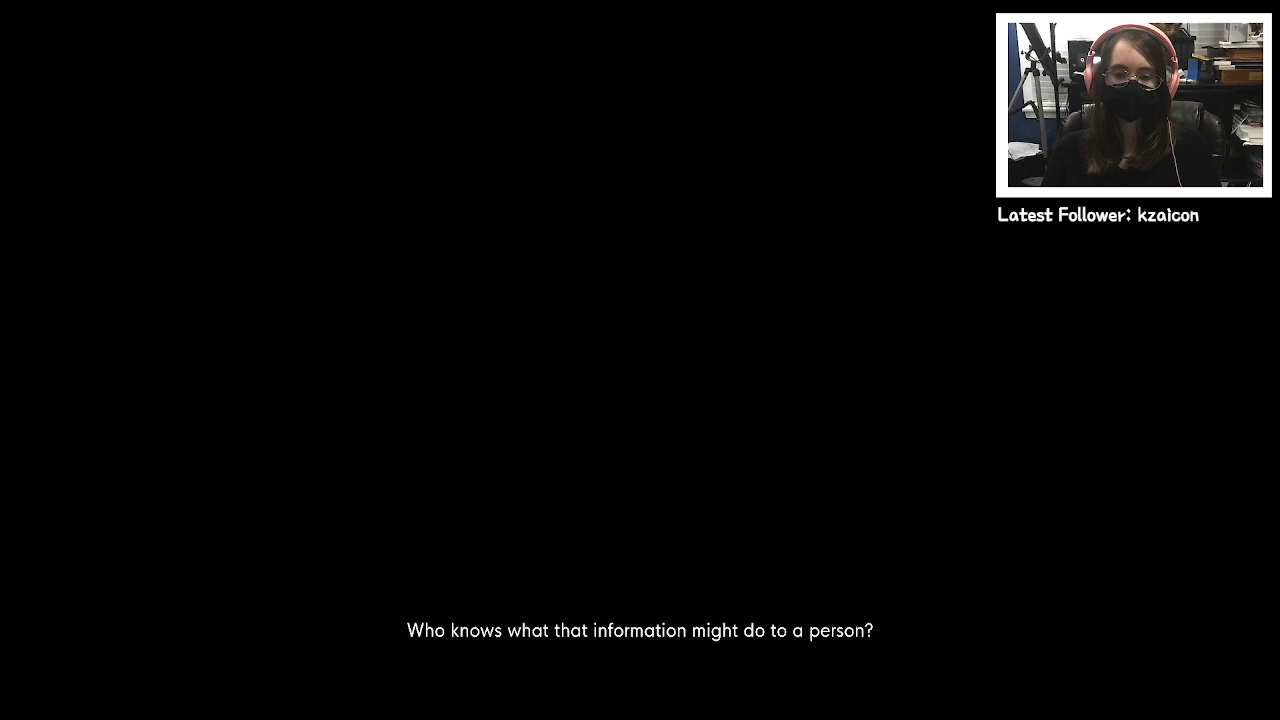 Latest Follower: kzaicon
Who knows what that information might do to a person?